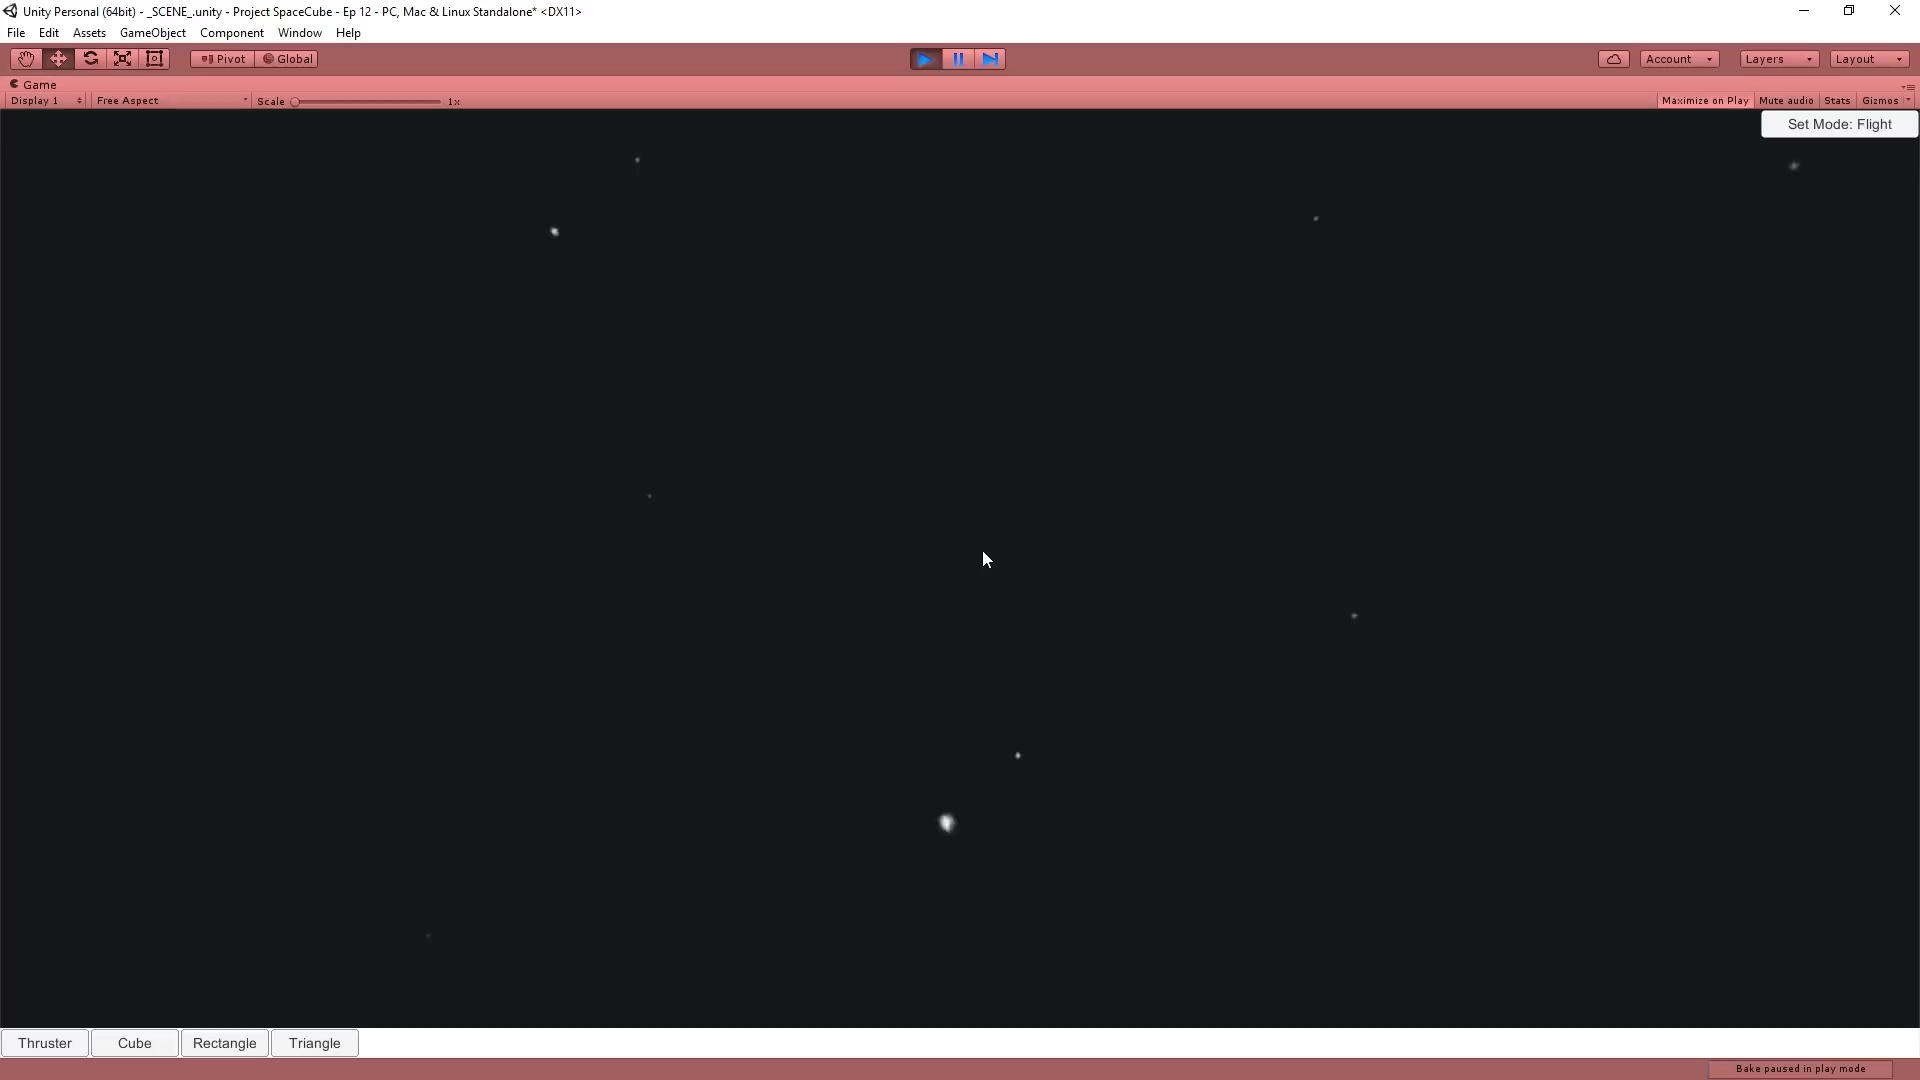 Unity Personal (64bit) - _SCENE_.unity - Project SpaceCube - Ep 12 - PC, Mac & Linux Standalone* <DX11>
File Edit Assets GameObject Component Window Help
Pivot Global Account Layers Layout
Game
Display 1 Free Aspect Scale 1x Maximize on Play Mute audio Stats Gizmos
Set Mode: Flight
Thruster Cube Rectangle Triangle
Bake paused in play mode